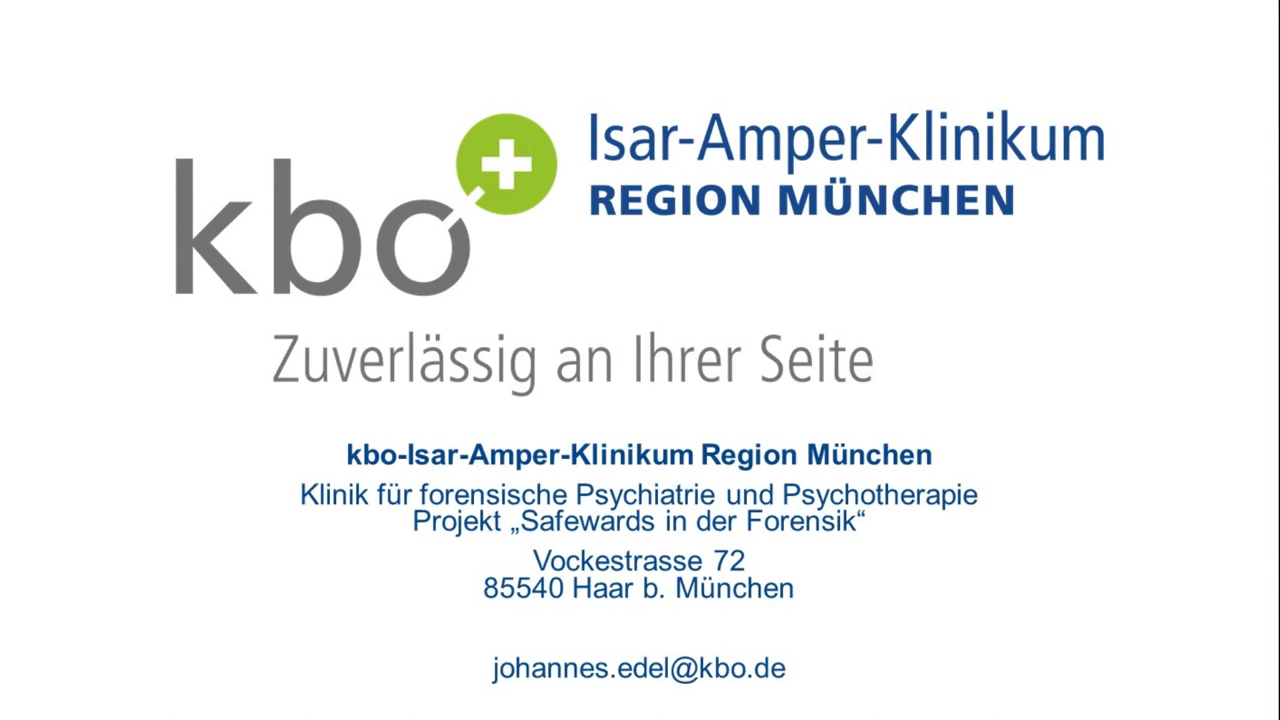 kbo
Isar-Amper-Klinikum
REGION MÜNCHEN
Zuverlässig an Ihrer Seite
kbo-Isar-Amper-Klinikum Region München
Klinik für forensische Psychiatrie und Psychotherapie
Projekt „Safewards in der Forensik“
Vockestrasse 72
85540 Haar b. München
johannes.edel@kbo.de